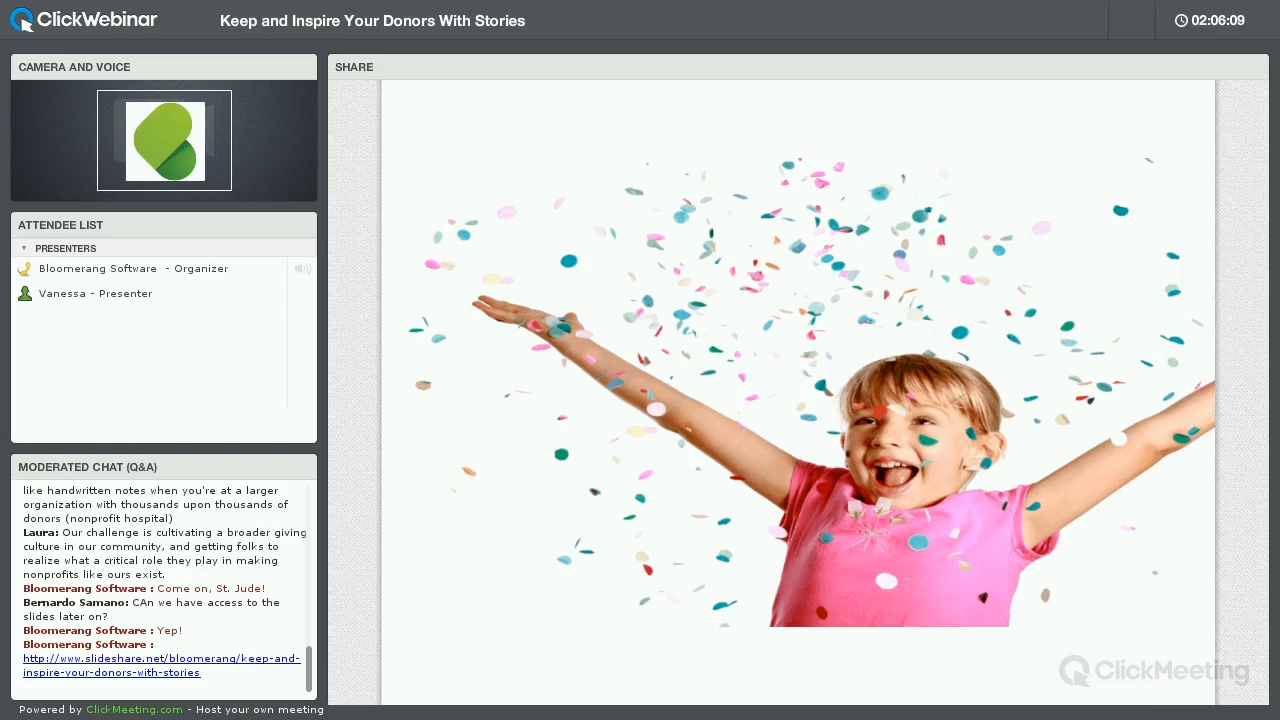 ClickWebinar
Keep and Inspire Your Donors With Stories
02:06:09
CAMERA AND VOICE
SHARE
ATTENDEE LIST
PRESENTERS
Bloomerang Software - Organizer
Vanessa - Presenter
MODERATED CHAT (Q&A)
like handwritten notes when you're at a larger
organization with thousands upon thousands of
donors (nonprofit hospital)
Laura: Our challenge is cultivating a broader giving
culture in our community, and getting folks to
realize what a critical role they play in making
nonprofits like ours exist.
Bloomerang Software : Come on, St. Jude!
Bernardo Samano: CAn we have access to the
slides later on?
Bloomerang Software : Yep!
Bloomerang Software :
http://www.slideshare.net/bloomerang/keep-and-
inspire-your-donors-with-stories
ClickMeeting
Powered by ClickMeeting.com - Host your own meeting